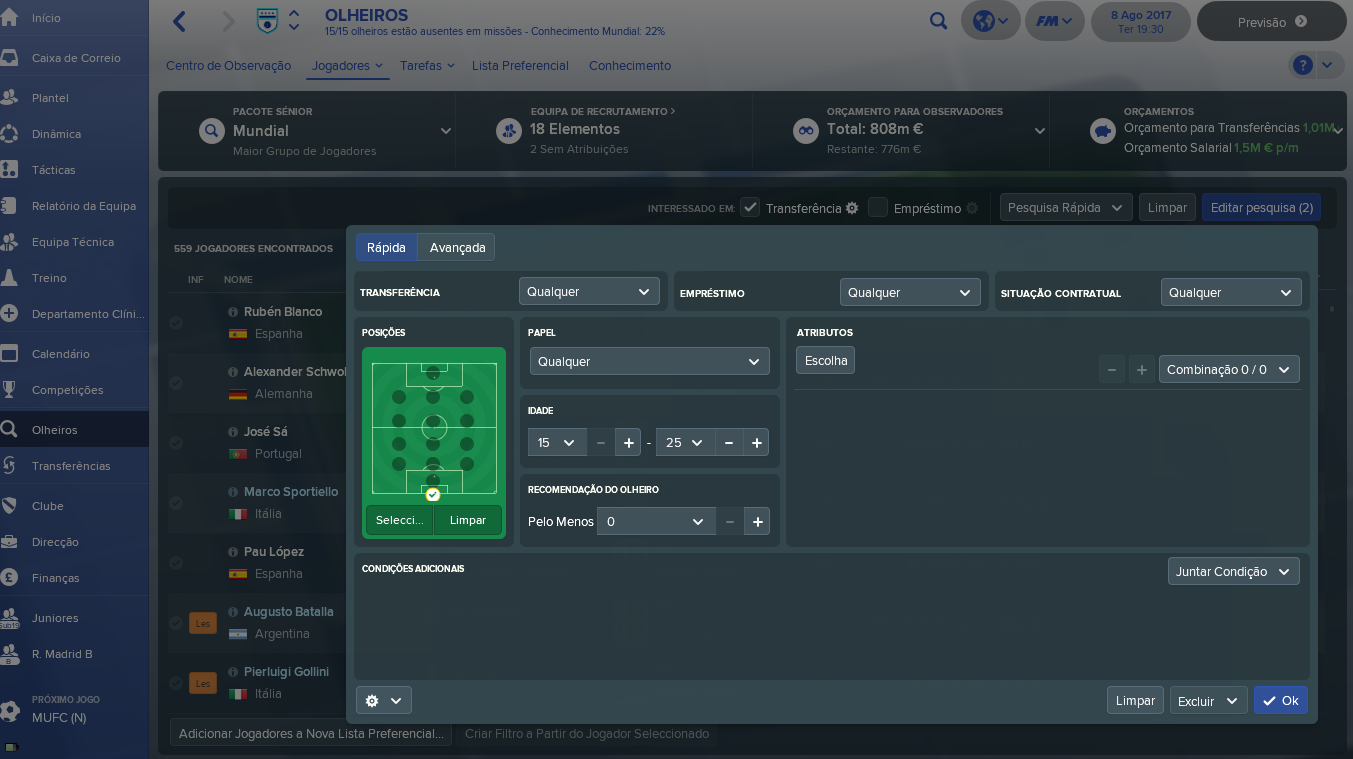 Início
Caixa de Correio
Plantel
Dinâmica
Tácticas
Relatório da Equipa
Equipa Técnica
Treino
Departamento Clíni...
Calendário
Competições
Olheiros
Transferências
Clube
Direcção
Finanças
Juniores
Sub19
R. Madrid B
B
PRÓXIMO JOGO
MUFC (N)
OLHEIROS
15/15 olheiros estão ausentes em missões - Conhecimento Mundial: 22%
FM
8 Ago 2017
Ter 19:30
Previsão
Centro de Observação
Jogadores
Tarefas
Lista Preferencial
Conhecimento
?
PACOTE SÉNIOR
Mundial
Maior Grupo de Jogadores
EQUIPA DE RECRUTAMENTO >
18 Elementos
2 Sem Atribuições
ORÇAMENTO PARA OBSERVADORES
Total: 808m €
Restante: 776m €
ORÇAMENTOS
Orçamento para Transferências 1,01M
Orçamento Salarial 1,5M € p/m
INTERESSADO EM:
Transferência
Empréstimo
Pesquisa Rápida
Limpar
Editar pesquisa (2)
559 JOGADORES ENCONTRADOS
INF
NOME
Rubén Blanco
Espanha
Alexander Schwol
Alemanha
José Sá
Portugal
Marco Sportiello
Itália
Pau López
Espanha
Les
Augusto Batalla
Argentina
Les
Pierluigi Gollini
Itália
Rápida
Avançada
TRANSFERÊNCIA
Qualquer
EMPRÉSTIMO
Qualquer
SITUAÇÃO CONTRATUAL
Qualquer
POSIÇÕES
Selecci...
Limpar
PAPEL
Qualquer
IDADE
15
- + -
25
- +
RECOMENDAÇÃO DO OLHEIRO
Pelo Menos
0
- +
ATRIBUTOS
Escolha
- +
Combinação 0 / 0
CONDIÇÕES ADICIONAIS
Juntar Condição
Limpar
Excluir
Ok
Adicionar Jogadores a Nova Lista Preferencial...
Criar Filtro a Partir do Jogador Seleccionado